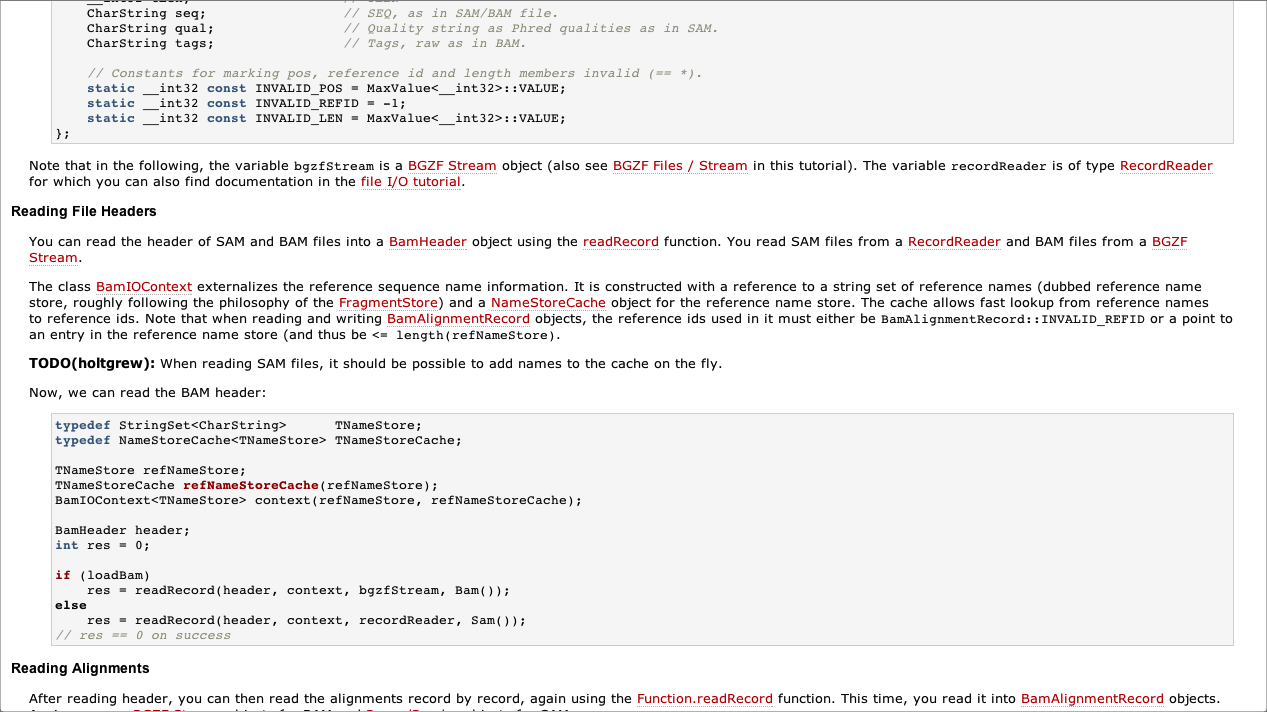 CharString seq;                 // SEQ, as in SAM/BAM file.
CharString qual;                // Quality string as Phred qualities as in SAM.
CharString tags;                // Tags, raw as in BAM.
// Constants for marking pos, reference id and length members invalid (== *).
static __int32 const INVALID_POS = MaxValue<__int32>::VALUE;
static __int32 const INVALID_REFID = -1;
static __int32 const INVALID_LEN = MaxValue<__int32>::VALUE;
};
Note that in the following, the variable bgzfStream is a BGZF Stream object (also see BGZF Files / Stream in this tutorial). The variable recordReader is of type RecordReader
for which you can also find documentation in the file I/O tutorial.
Reading File Headers
You can read the header of SAM and BAM files into a BamHeader object using the readRecord function. You read SAM files from a RecordReader and BAM files from a BGZF
Stream.
The class BamIOContext externalizes the reference sequence name information. It is constructed with a reference to a string set of reference names (dubbed reference name
store, roughly following the philosophy of the FragmentStore) and a NameStoreCache object for the reference name store. The cache allows fast lookup from reference names
to reference ids. Note that when reading and writing BamAlignmentRecord objects, the reference ids used in it must either be BamAlignmentRecord::INVALID_REFID or a point to
an entry in the reference name store (and thus be <= length(refNameStore).
TODO(holtgrew): When reading SAM files, it should be possible to add names to the cache on the fly.
Now, we can read the BAM header:
typedef StringSet<CharString>      TNameStore;
typedef NameStoreCache<TNameStore> TNameStoreCache;
TNameStore refNameStore;
TNameStoreCache refNameStoreCache(refNameStore);
BamIOContext<TNameStore> context(refNameStore, refNameStoreCache);
BamHeader header;
int res = 0;
if (loadBam)
    res = readRecord(header, context, bgzfStream, Bam());
else
    res = readRecord(header, context, recordReader, Sam());
// res == 0 on success
Reading Alignments
After reading header, you can then read the alignments record by record, again using the Function.readRecord function. This time, you read it into BamAlignmentRecord objects.